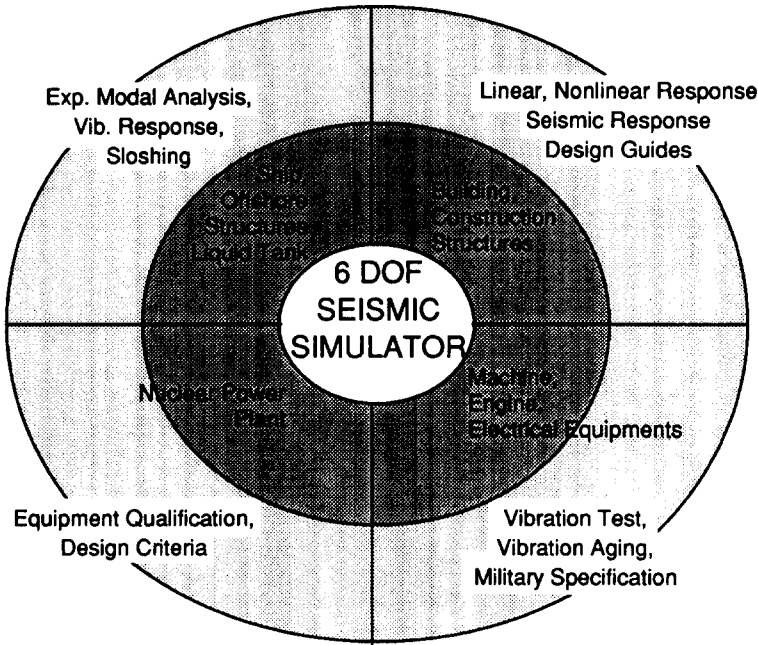 Exp. Modal Analysis,
Vib. Response,
Sloshing
Linear, Nonlinear Response
Seismic Response
Design Guides
Ship,
Offshore
Structures
Liquid Tank
Building,
Construction
Structures
6 DOF
SEISMIC
SIMULATOR
Nuclear Power
Plant
Machine,
Engine,
Electrical Equipments
Equipment Qualification,
Design Criteria
Vibration Test,
Vibration Aging,
Military Specification